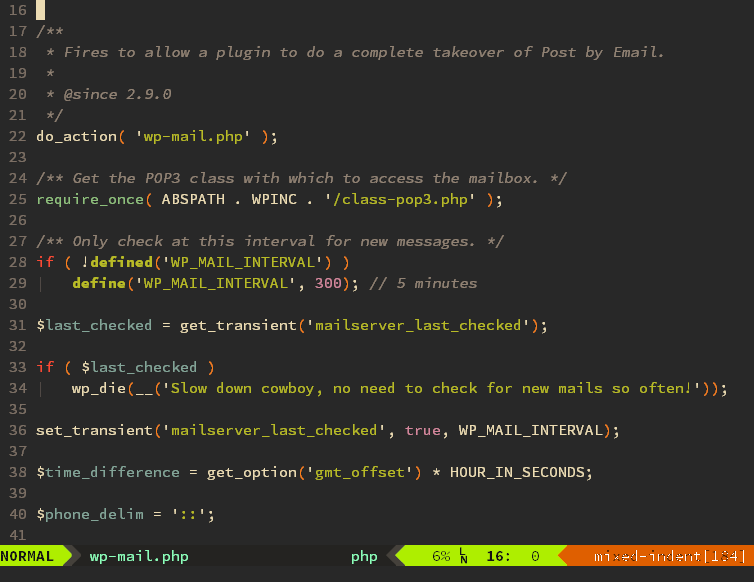 16
17 /**
18  * Fires to allow a plugin to do a complete takeover of Post by Email.
19  *
20  * @since 2.9.0
21  */
22 do_action( 'wp-mail.php' );
23
24 /** Get the POP3 class with which to access the mailbox. */
25 require_once( ABSPATH . WPINC . '/class-pop3.php' );
26
27 /** Only check at this interval for new messages. */
28 if ( !defined('WP_MAIL_INTERVAL') )
29 |   define('WP_MAIL_INTERVAL', 300); // 5 minutes
30
31 $last_checked = get_transient('mailserver_last_checked');
32
33 if ( $last_checked )
34 |   wp_die(__('Slow down cowboy, no need to check for new mails so often!'));
35
36 set_transient('mailserver_last_checked', true, WP_MAIL_INTERVAL);
37
38 $time_difference = get_option('gmt_offset') * HOUR_IN_SECONDS;
39
40 $phone_delim = '::';
41
NORMAL wp-mail.php php 6% LN 16: 0 mixed-indent[184]